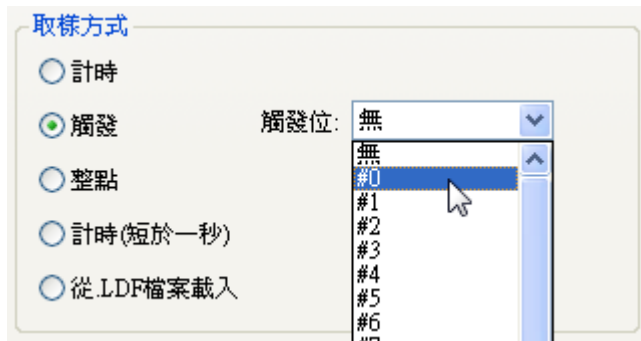 取樣方式
計時
觸發 觸發位: 無
無
#0
#1
#2
#3
#4
#5
#6
整點
計時(短於一秒)
從.LDF檔案載入